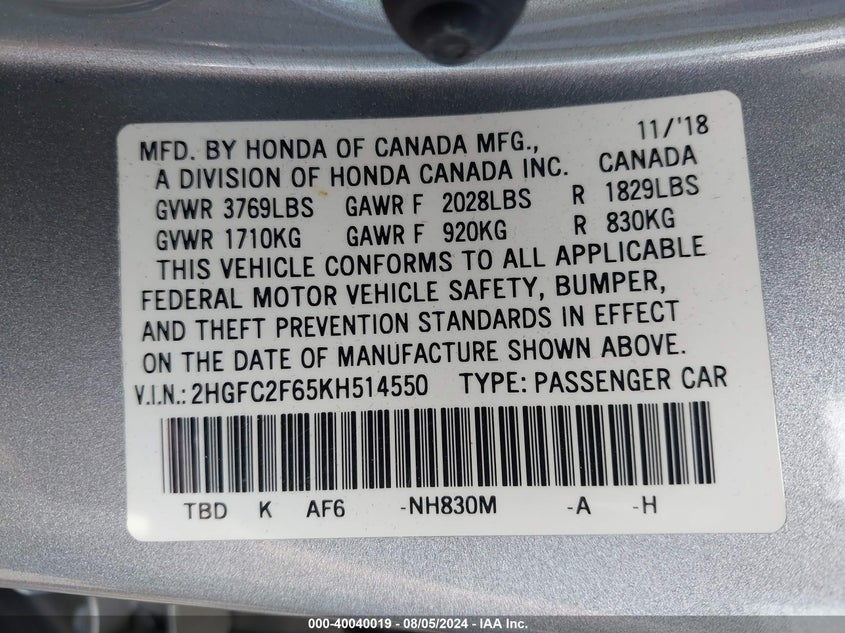 MFD. BY HONDA OF CANADA MFG., 11/'18
A DIVISION OF HONDA CANADA INC. CANADA
GVWR 3769LBS GAWR F 2028LBS R 1829LBS
GVWR 1710KG GAWR F 920KG R 830KG
THIS VEHICLE CONFORMS TO ALL APPLICABLE
FEDERAL MOTOR VEHICLE SAFETY, BUMPER,
AND THEFT PREVENTION STANDARDS IN EFFECT
ON THE DATE OF MANUFACTURE SHOWN ABOVE.
V.I.N.: 2HGFC2F65KH514550 TYPE: PASSENGER CAR
TBD K AF6 -NH830M -A -H
000-40040019 - 08/05/2024 - IAA Inc.